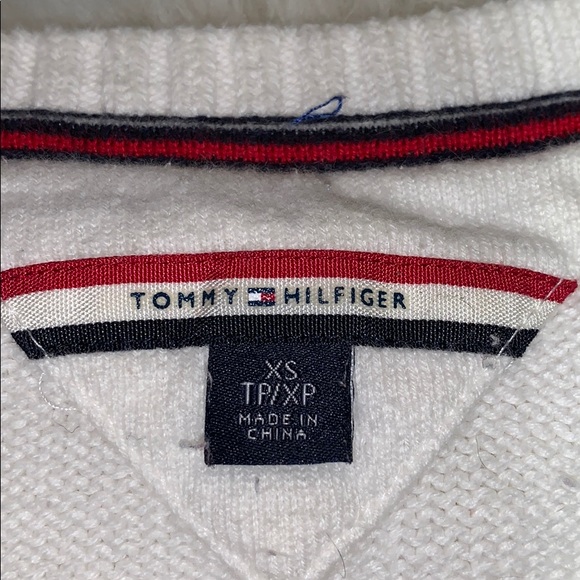 TOMMY HILFIGER
XS
TP/XP
MADE IN
CHINA